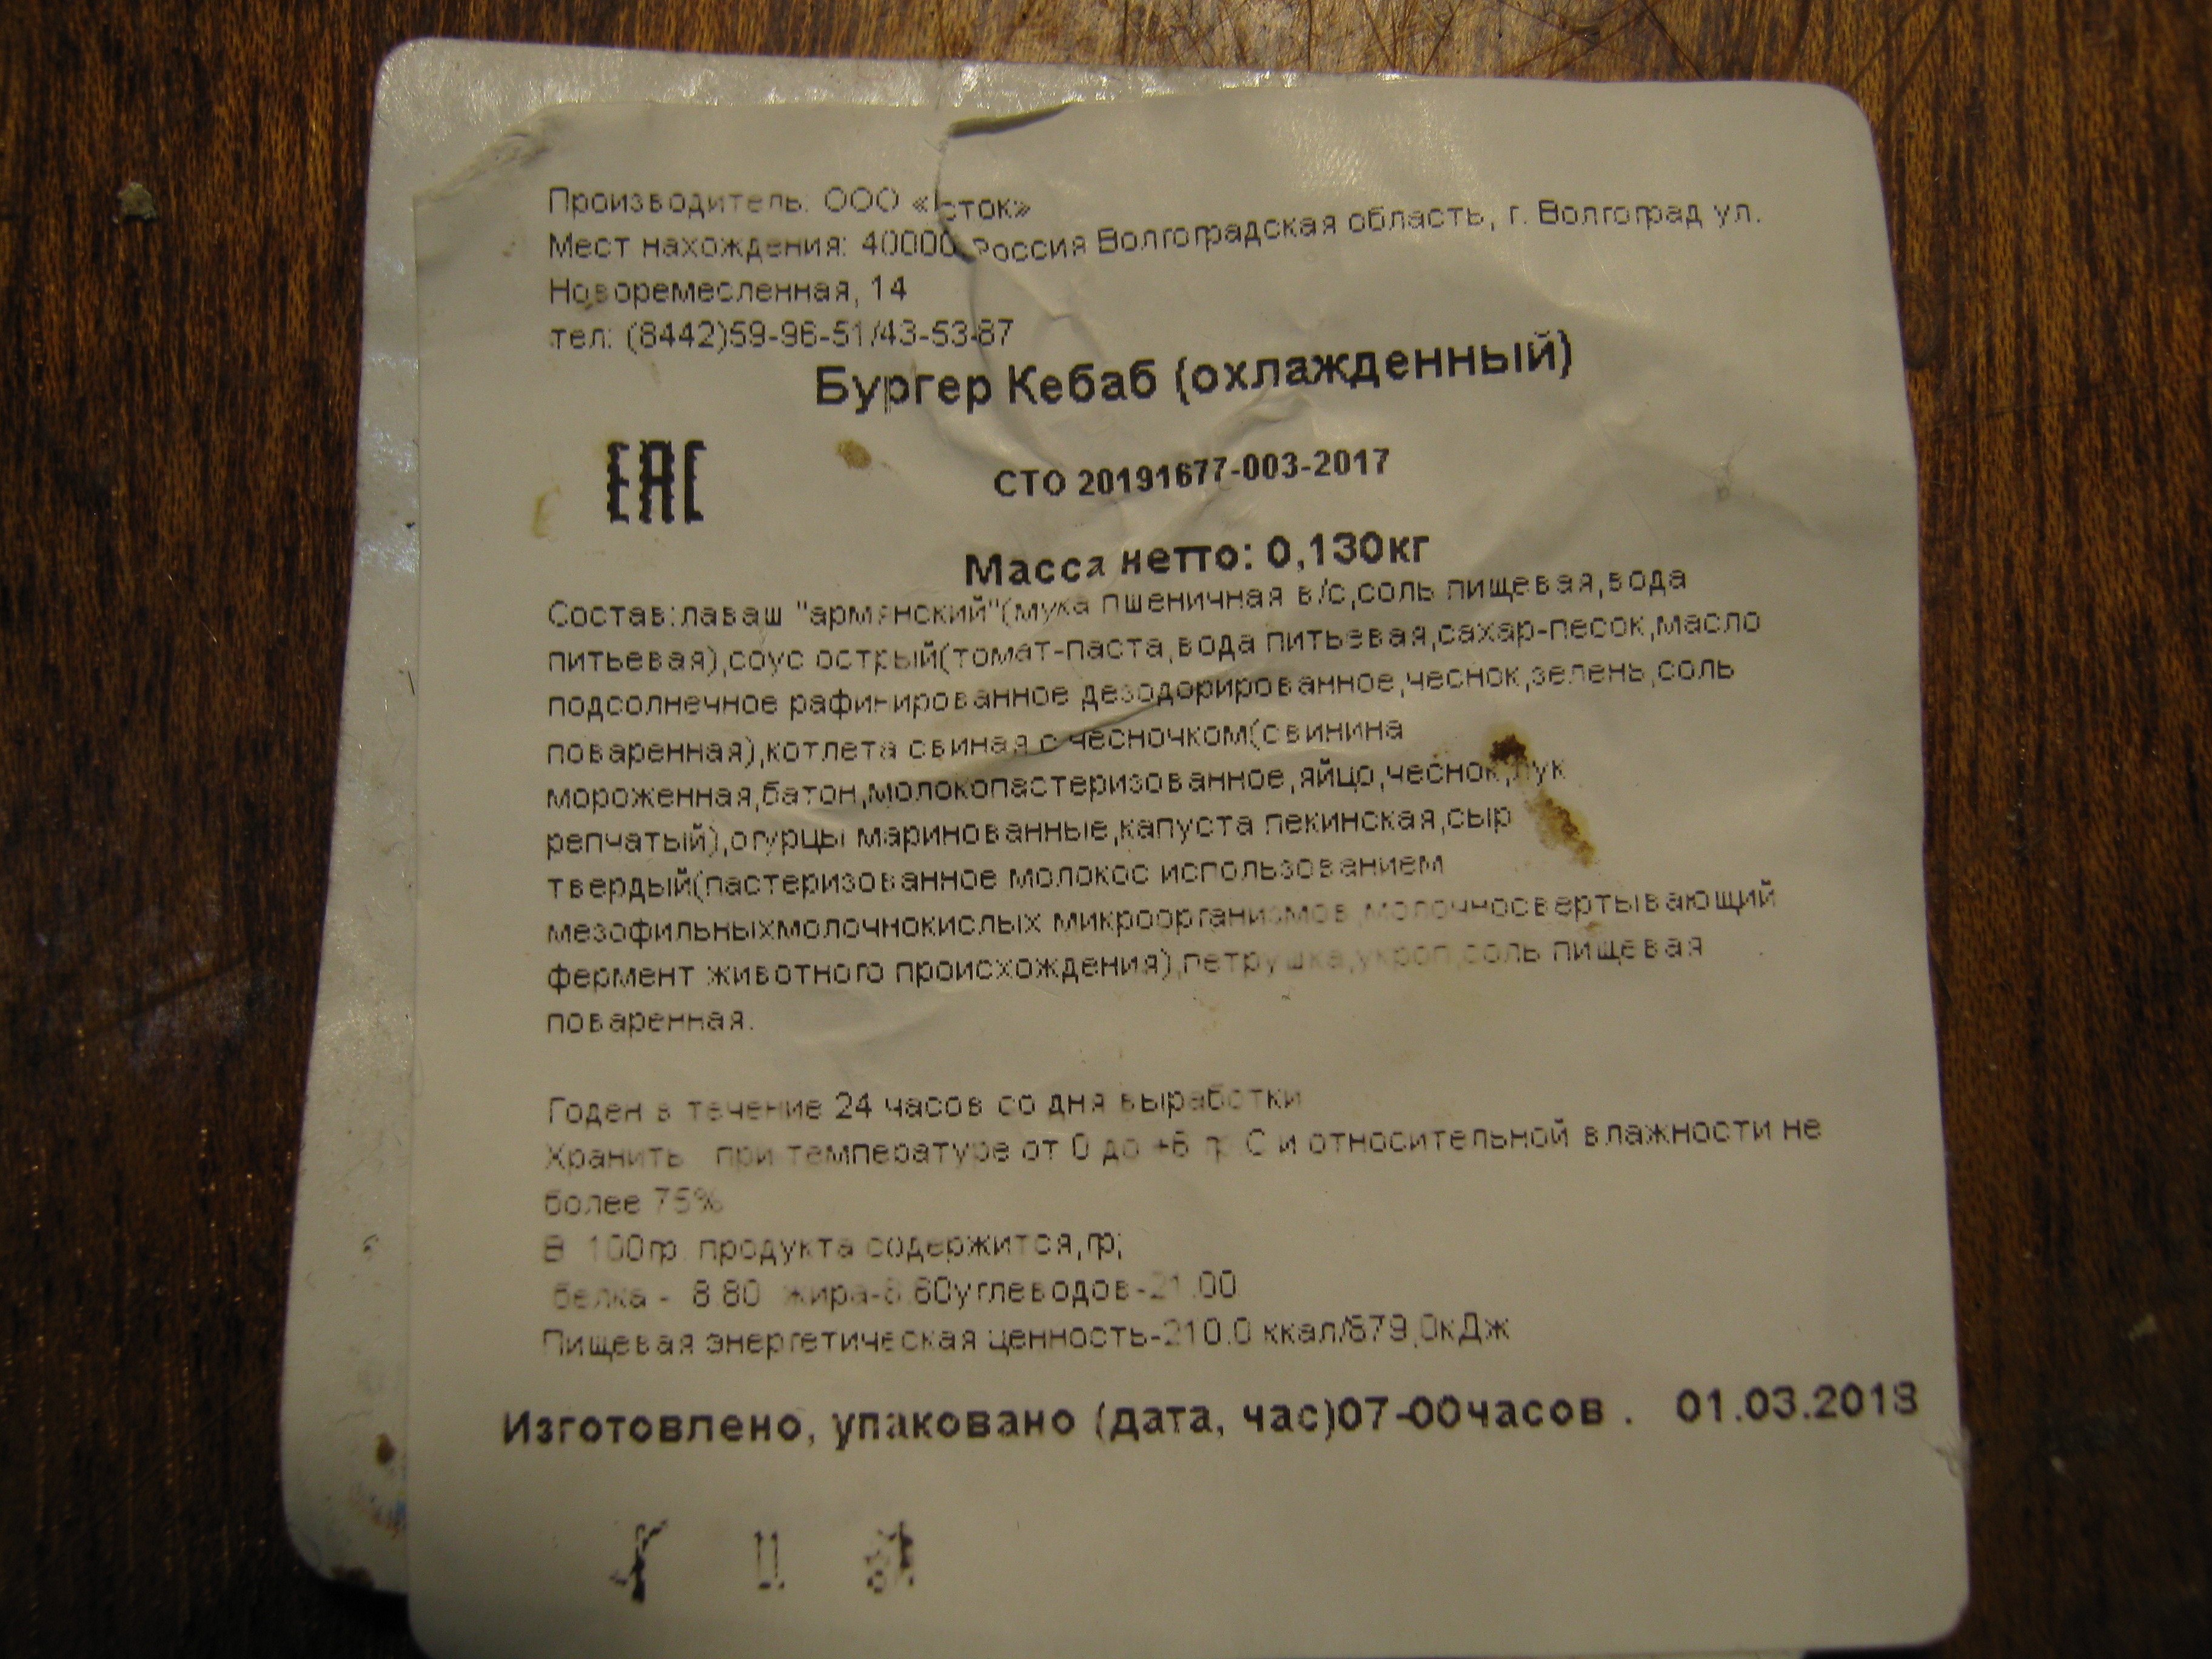 Производитель: ООО «Исток»
Мест нахождения: 40000 Россия Волгоградская область, г. Волгоград ул.
Новоремесленная, 14
тел: (8442)59-96-51/43-53-87
Бургер Кебаб (охлажденный)
ЕАС
СТО 20191677-003-2017
Масса нетто: 0,130кг
Состав:лаваш "армянский"(мука пшеничная в/с,соль пищевая,вода
питьевая),соус острый(томат-паста,вода питьевая,сахар-песок,масло
подсолнечное рафинированное дезодорированное,чеснок,зелень,соль
поваренная),котлета свиная с чесночком(свинина
мороженная,батон,молокопастеризованное,яйцо,чеснок,лук
репчатый),огурцы маринованные,капуста пекинская,сыр
твердый(пастеризованное молокос использованием
мезофильныхмолочнокислых микроорганизмов,молочносвертывающий
фермент животного происхождения),петрушка,укроп,соль пищевая
поваренная.
Годен в течение 24 часов со дня выработки
Хранить при температуре от 0 до +6 гр С и относительной влажности не
более 75%
В 100гр. продукта содержится,гр;
белка - 8.80 жира-8.60углеводов-21.00
Пищевая энергетическая ценность-210.0 ккал/879,0кДж
Изготовлено, упаковано (дата, час)07-00часов . 01.03.2018